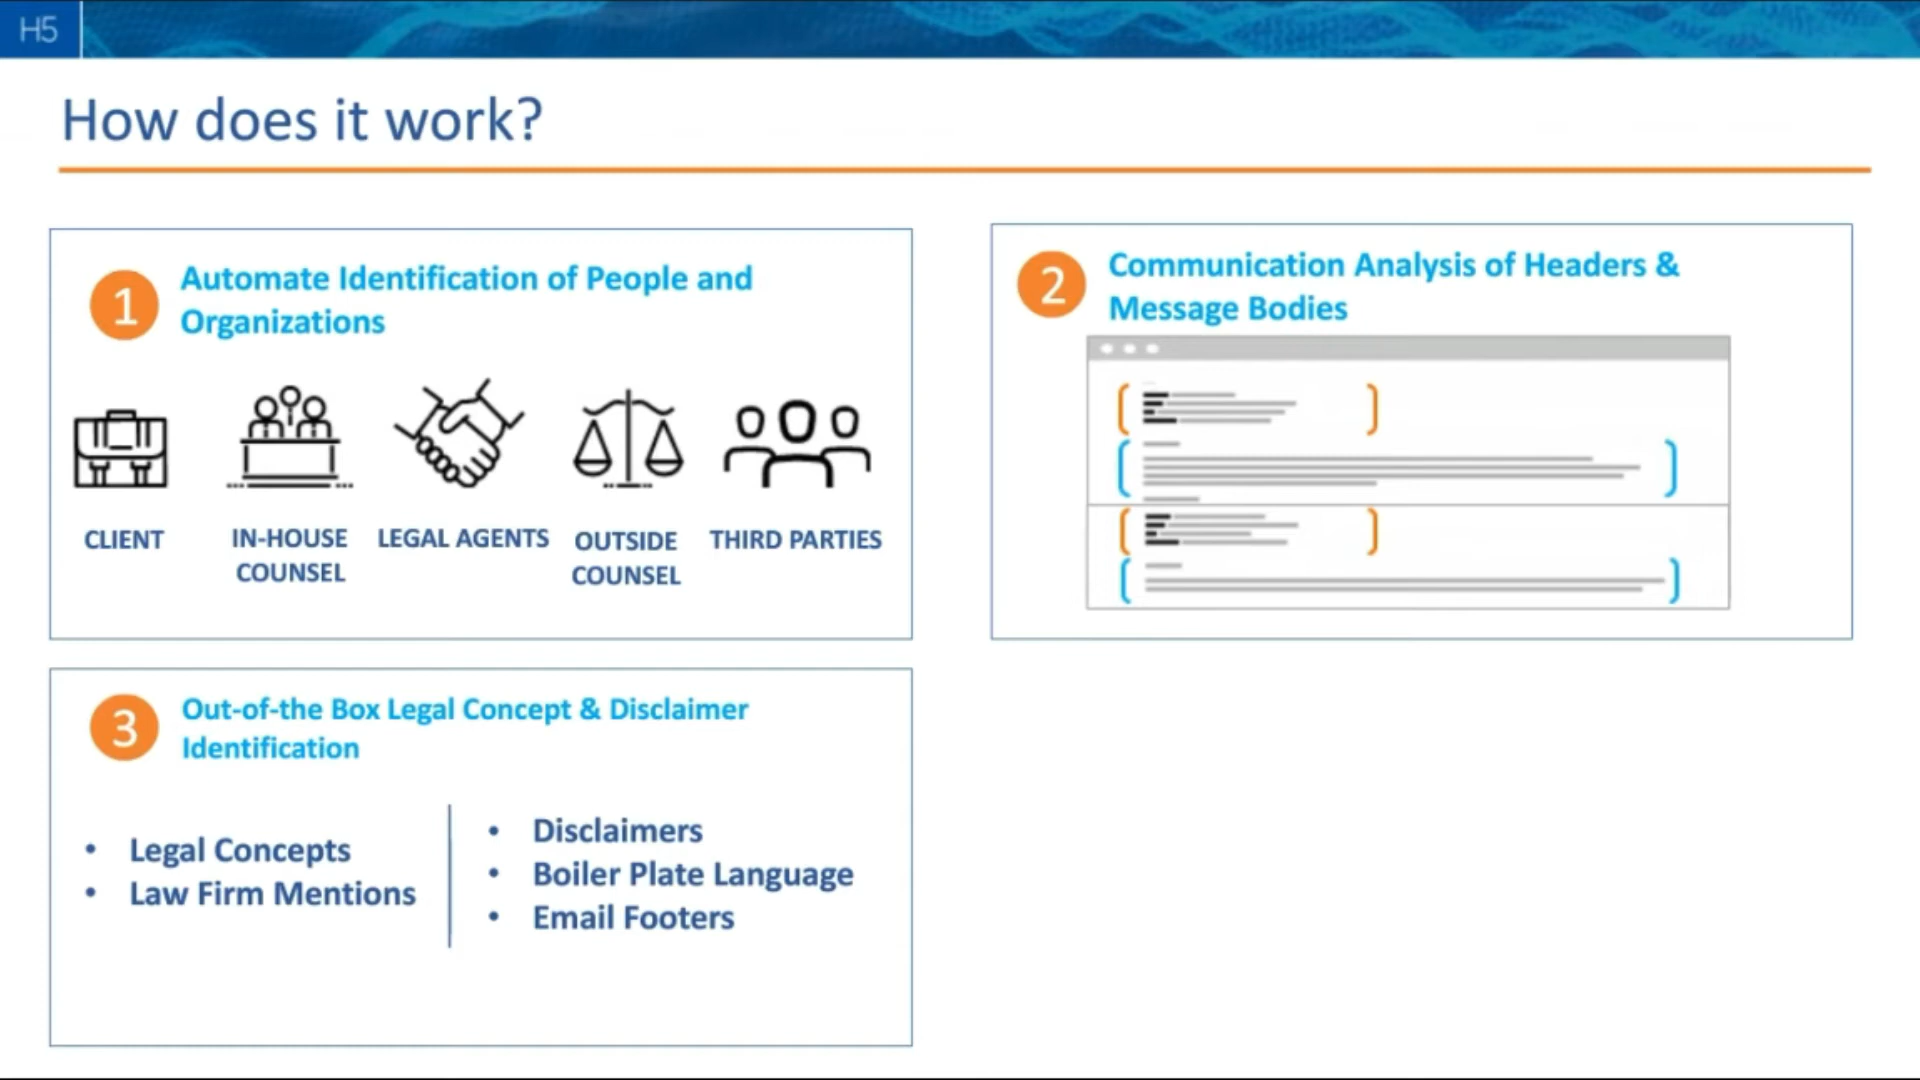 H5
How does it work?
1
Automate Identification of People and
Organizations
CLIENT
IN-HOUSE
COUNSEL
LEGAL AGENTS
OUTSIDE
COUNSEL
THIRD PARTIES
2
Communication Analysis of Headers &
Message Bodies
3
Out-of-the Box Legal Concept & Disclaimer
Identification
• Legal Concepts
• Law Firm Mentions
• Disclaimers
• Boiler Plate Language
• Email Footers